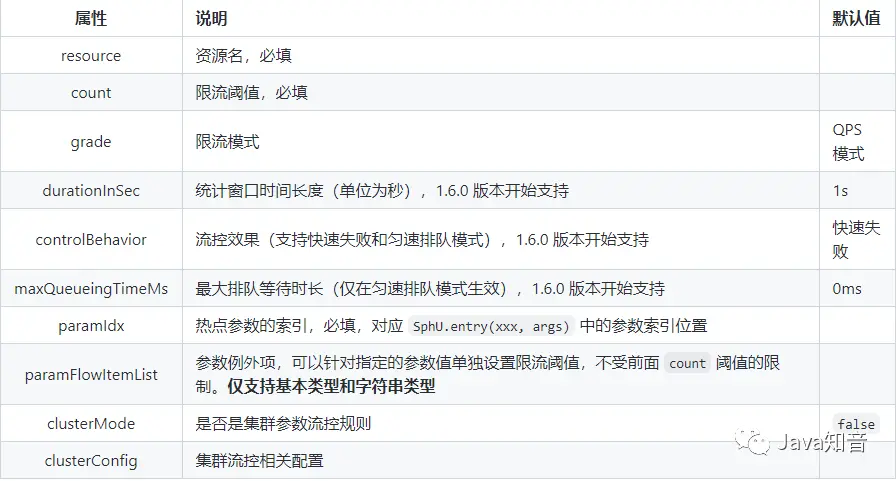 属性 说明 默认值
resource 资源名，必填
count 限流阈值，必填
grade 限流模式 QPS
模式
durationInSec 统计窗口时间长度（单位为秒），1.6.0 版本开始支持 1s
controlBehavior 流控效果（支持快速失败和匀速排队模式），1.6.0 版本开始支持 快速失
败
maxQueueingTimeMs 最大排队等待时长（仅在匀速排队模式生效），1.6.0 版本开始支持 0ms
paramIdx 热点参数的索引，必填，对应 SphU.entry(xxx, args) 中的参数索引位置
paramFlowItemList 参数例外项，可以针对指定的参数值单独设置限流阈值，不受前面 count 阈值的限
制。仅支持基本类型和字符串类型
clusterMode 是否是集群参数流控规则 false
clusterConfig 集群流控相关配置
Java知音